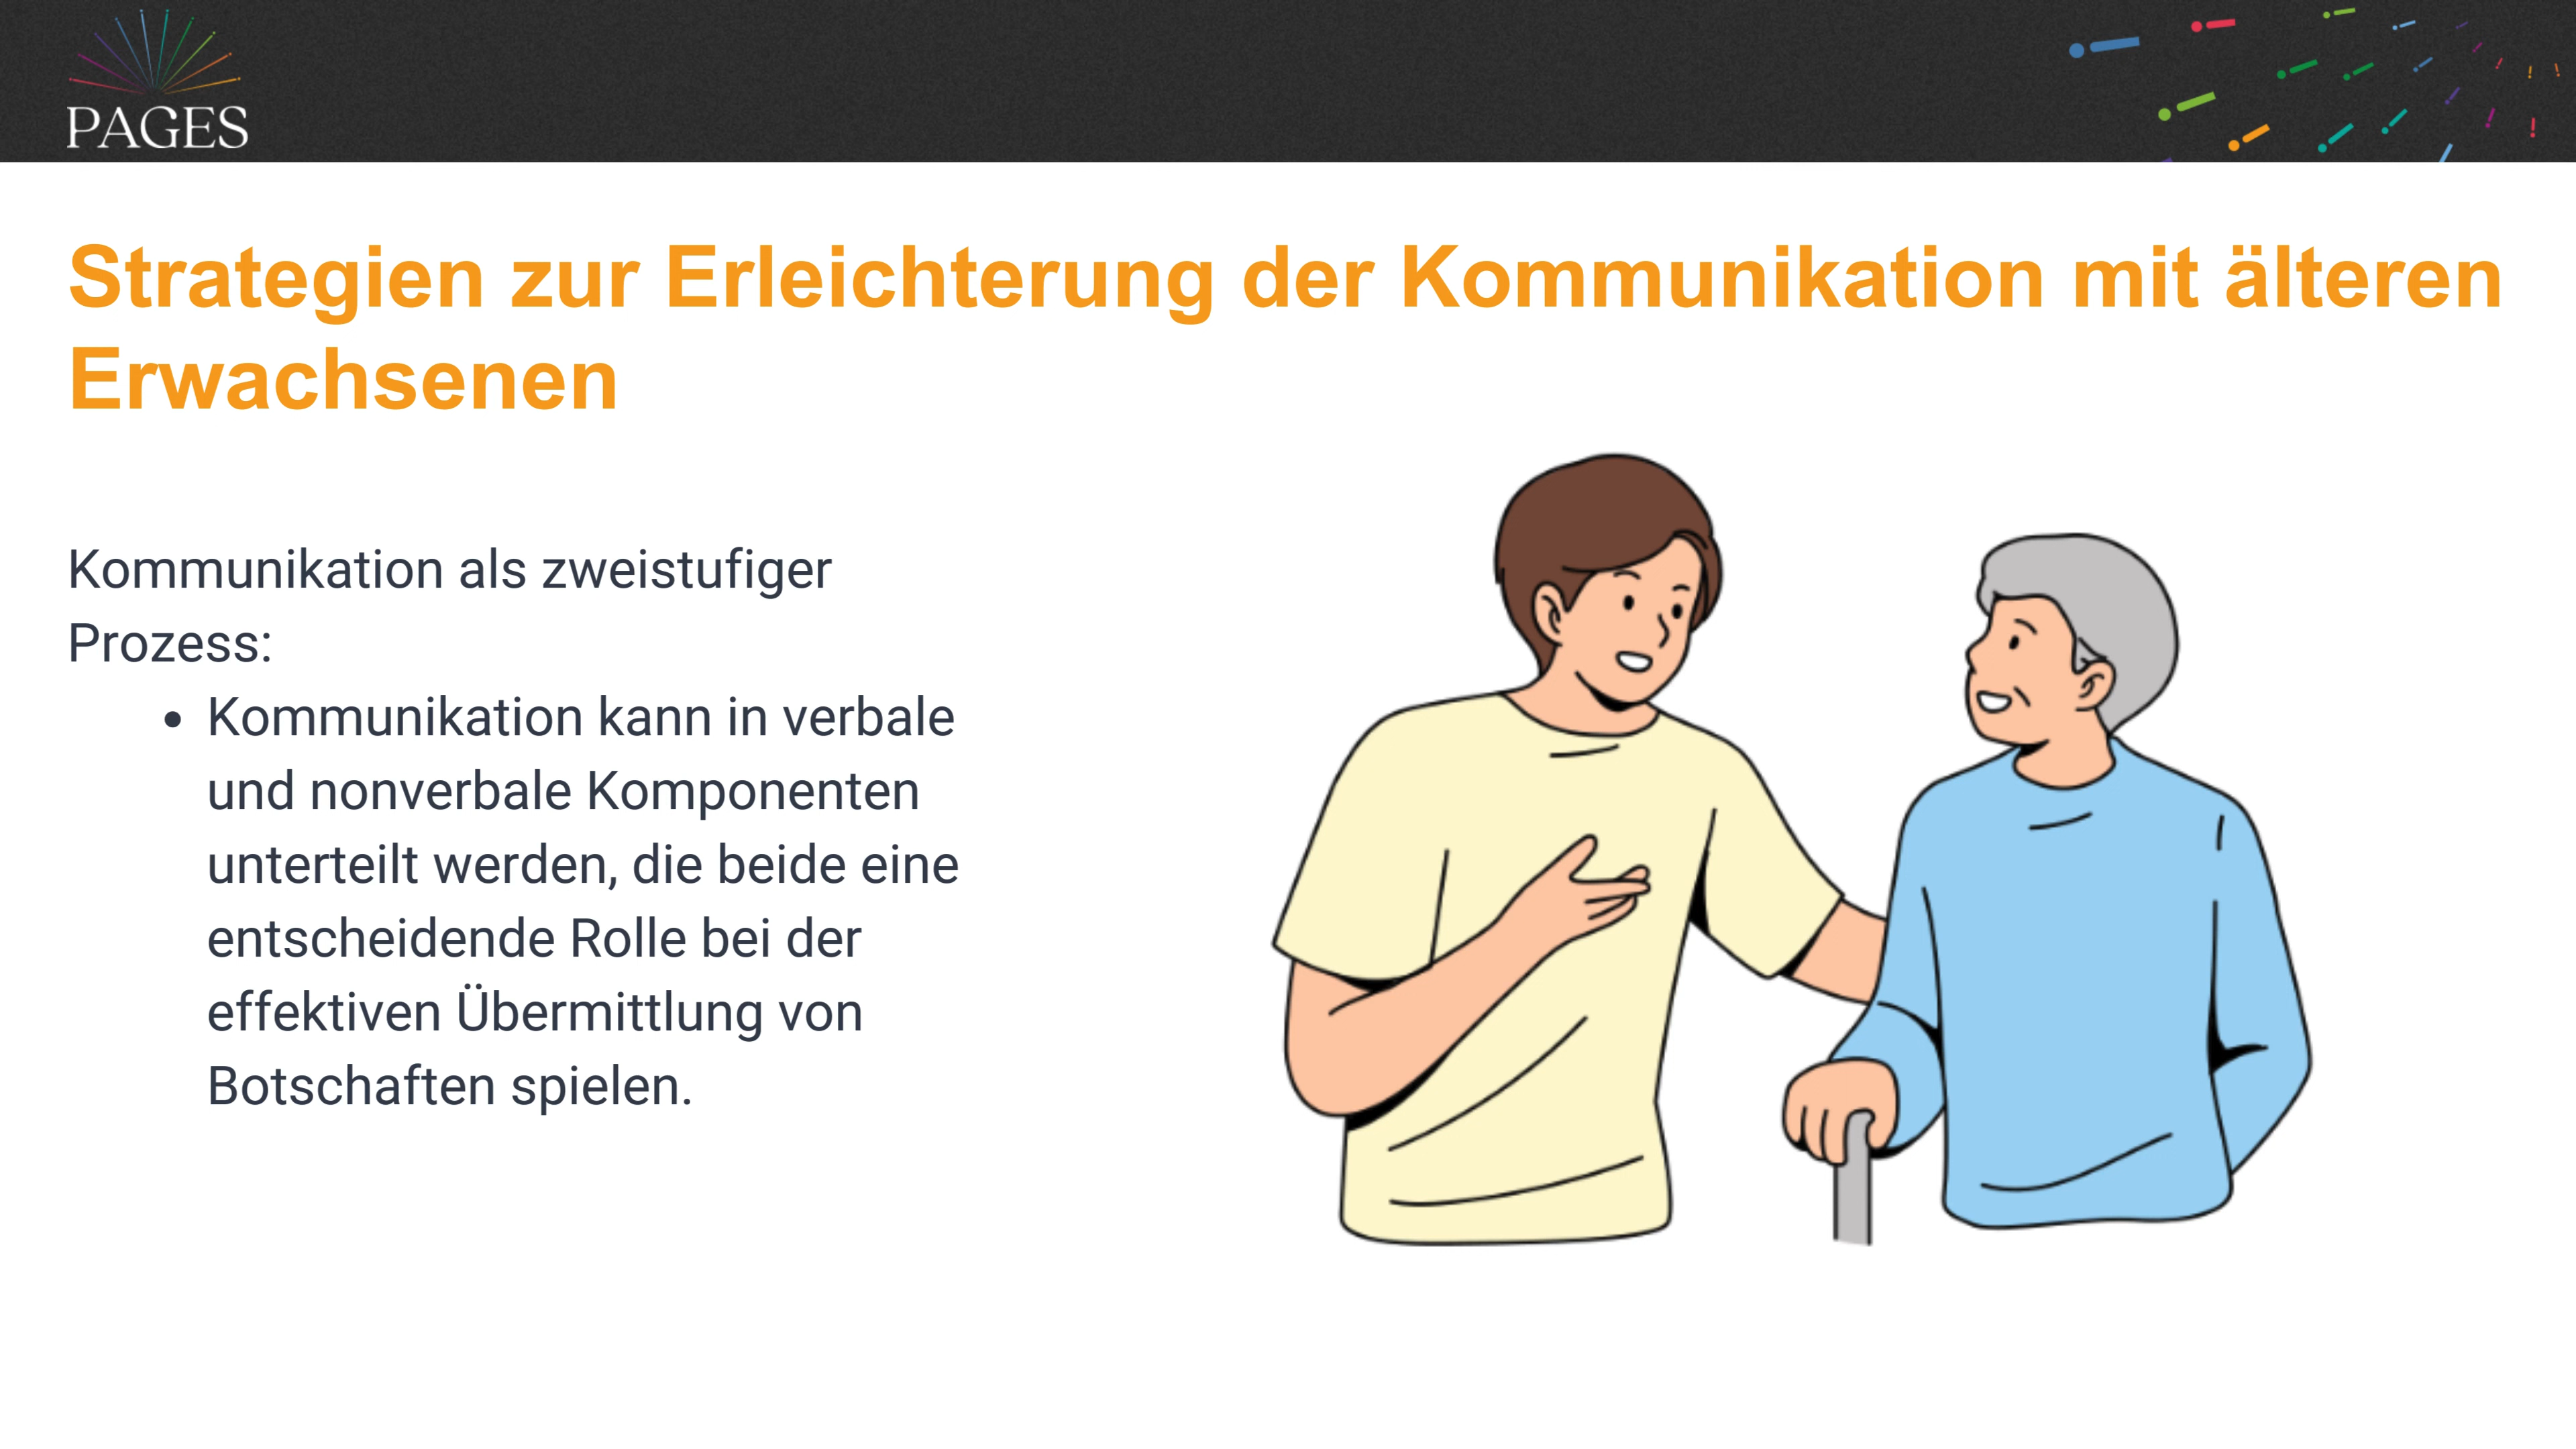 PAGES
Strategien zur Erleichterung der Kommunikation mit älteren
Erwachsenen
Kommunikation als zweistufiger
Prozess:
• Kommunikation kann in verbale
und nonverbale Komponenten
unterteilt werden, die beide eine
entscheidende Rolle bei der
effektiven Übermittlung von
Botschaften spielen.